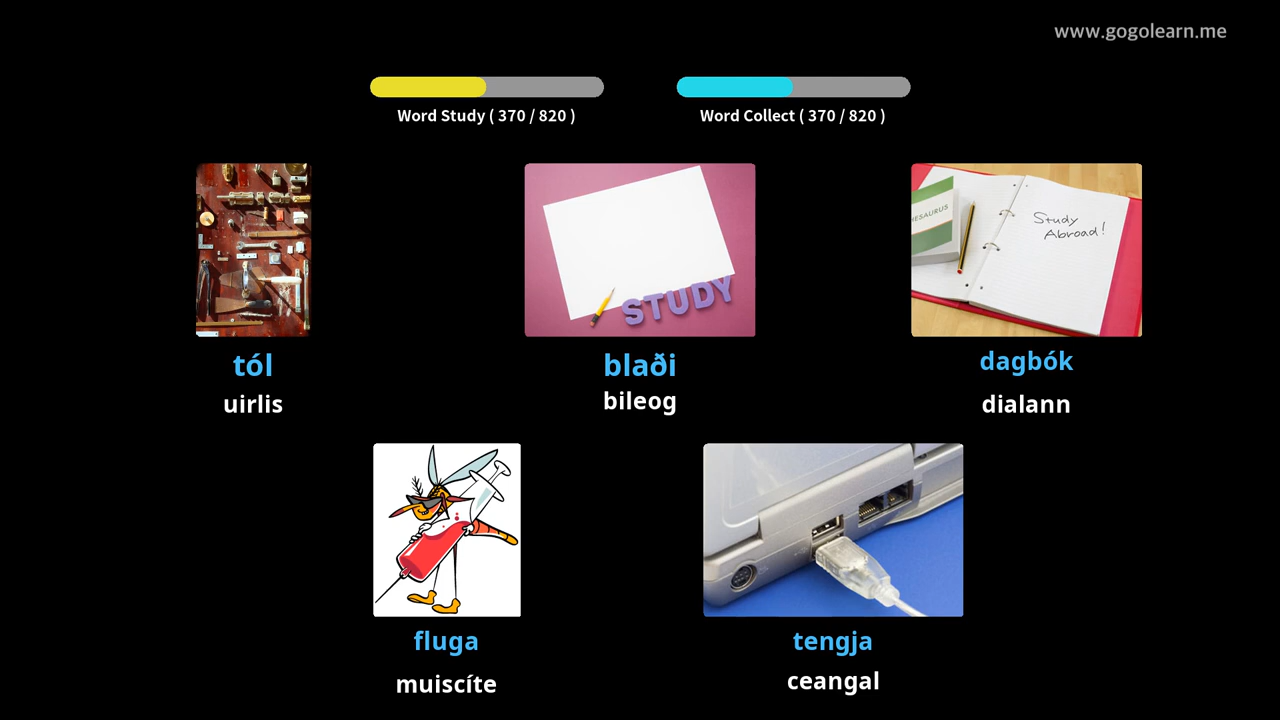 www.gogolearn.me
Word Study ( 370 / 820 )
Word Collect ( 370 / 820 )
STUDY
THESAURUS
Study
Abroad!
tól
blaði
dagbók
uirlis
bileog
dialann
fluga
tengja
muiscíte
ceangal